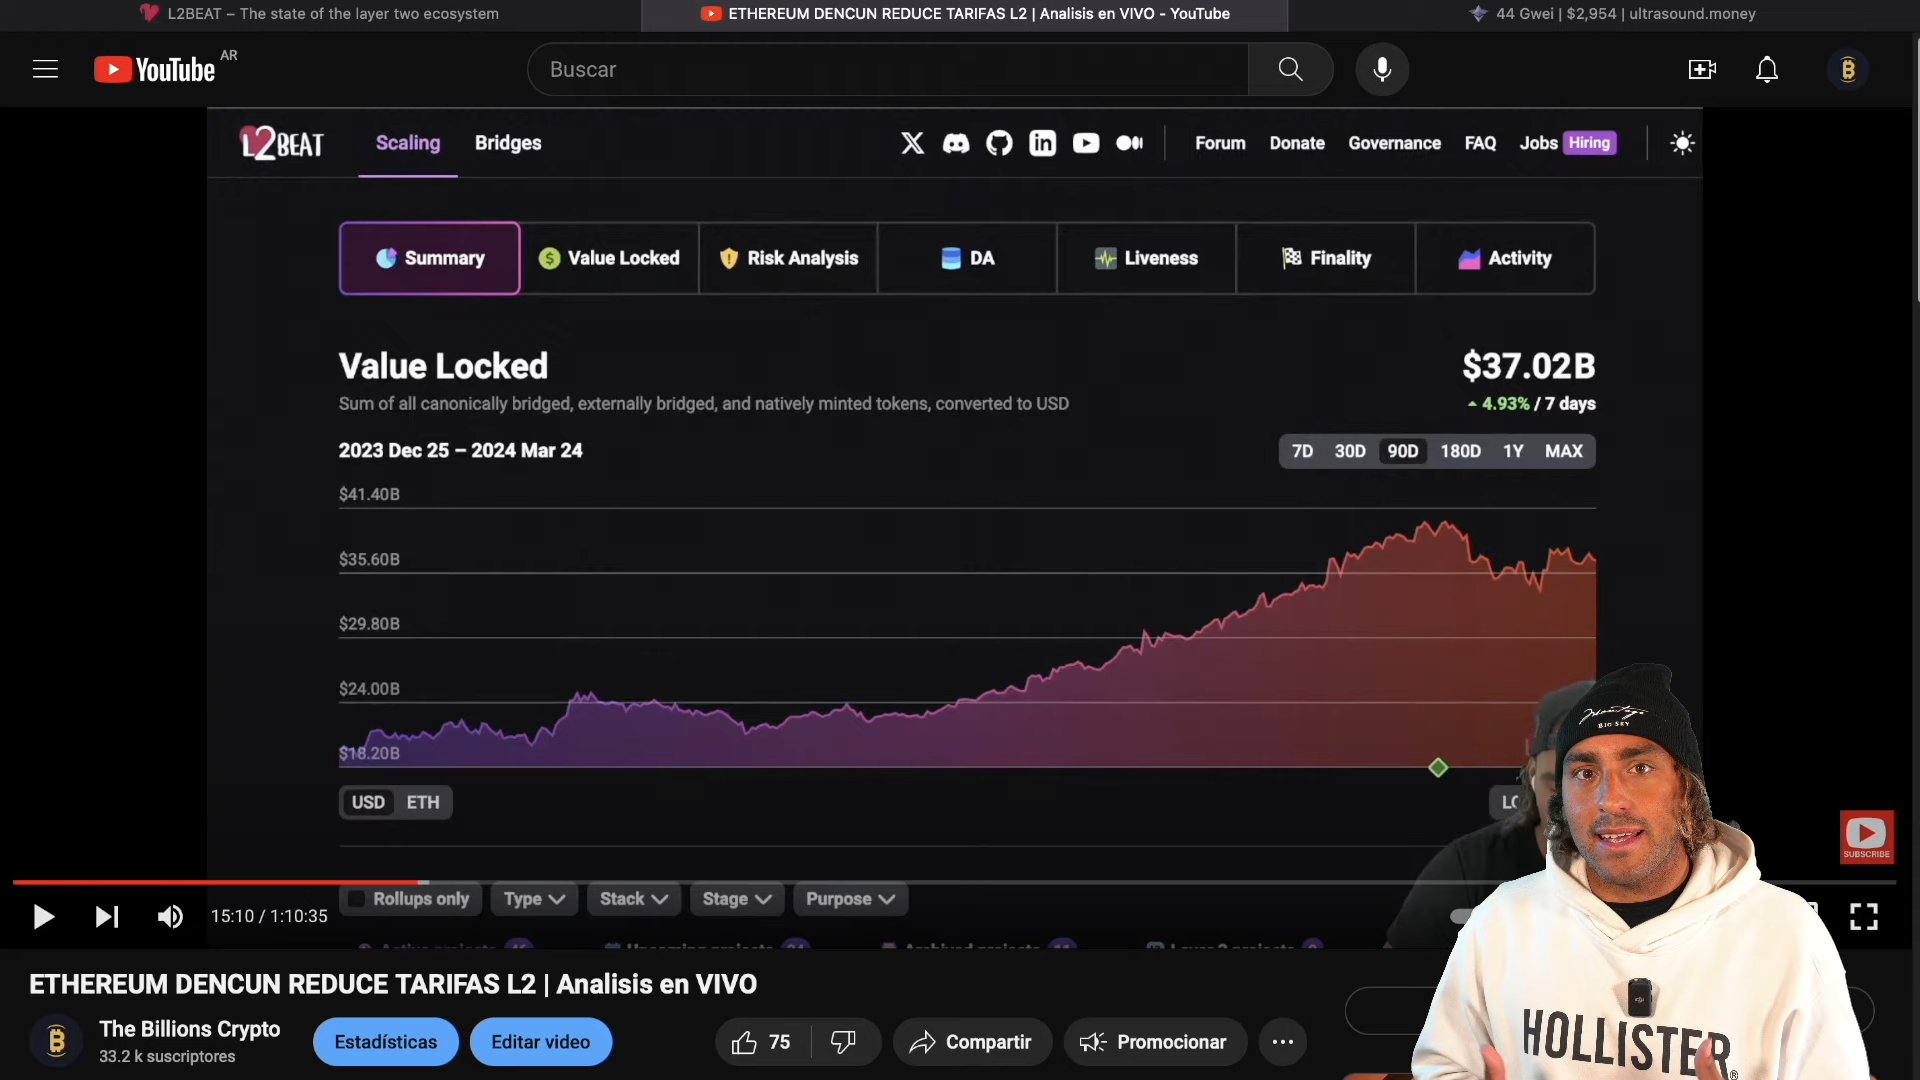 L2BEAT – The state of the layer two ecosystem
ETHEREUM DENCUN REDUCE TARIFAS L2 | Analisis en VIVO - YouTube
44 Gwei | $2,954 | ultrasound.money
YouTube AR
Buscar
L2BEAT
Scaling
Bridges
Forum
Donate
Governance
FAQ
Jobs Hiring
Summary
Value Locked
Risk Analysis
DA
Liveness
Finality
Activity
Value Locked
$37.02B
Sum of all canonically bridged, externally bridged, and natively minted tokens, converted to USD
4.93% / 7 days
2023 Dec 25 – 2024 Mar 24
7D 30D 90D 180D 1Y MAX
$41.40B
$35.60B
$29.80B
$24.00B
$18.20B
USD ETH
Montage
BIG SKY
SUBSCRIBE
Rollups only
Type
Stack
Stage
Purpose
15:10 / 1:10:35
ETHEREUM DENCUN REDUCE TARIFAS L2 | Analisis en VIVO
The Billions Crypto
33.2 k suscriptores
Estadísticas
Editar video
75
Compartir
Promocionar
HOLLISTER